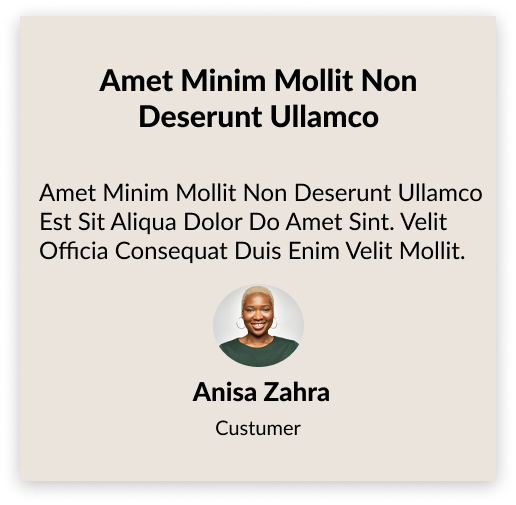 Amet Minim Mollit Non
Deserunt Ullamco
Amet Minim Mollit Non Deserunt Ullamco
Est Sit Aliqua Dolor Do Amet Sint. Velit
Officia Consequat Duis Enim Velit Mollit.
Anisa Zahra
Custumer